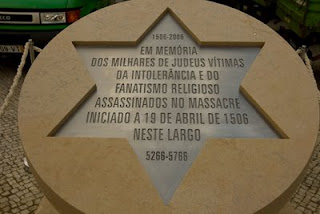 1506-2006
EM MEMÓRIA
DOS MILHARES DE JUDEUS VÍTIMAS
DA INTOLERÂNCIA E DO
FANATISMO RELIGIOSO
ASSASSINADOS NO MASSACRE
INICIADO A 19 DE ABRIL DE 1506
NESTE LARGO
5266-5766